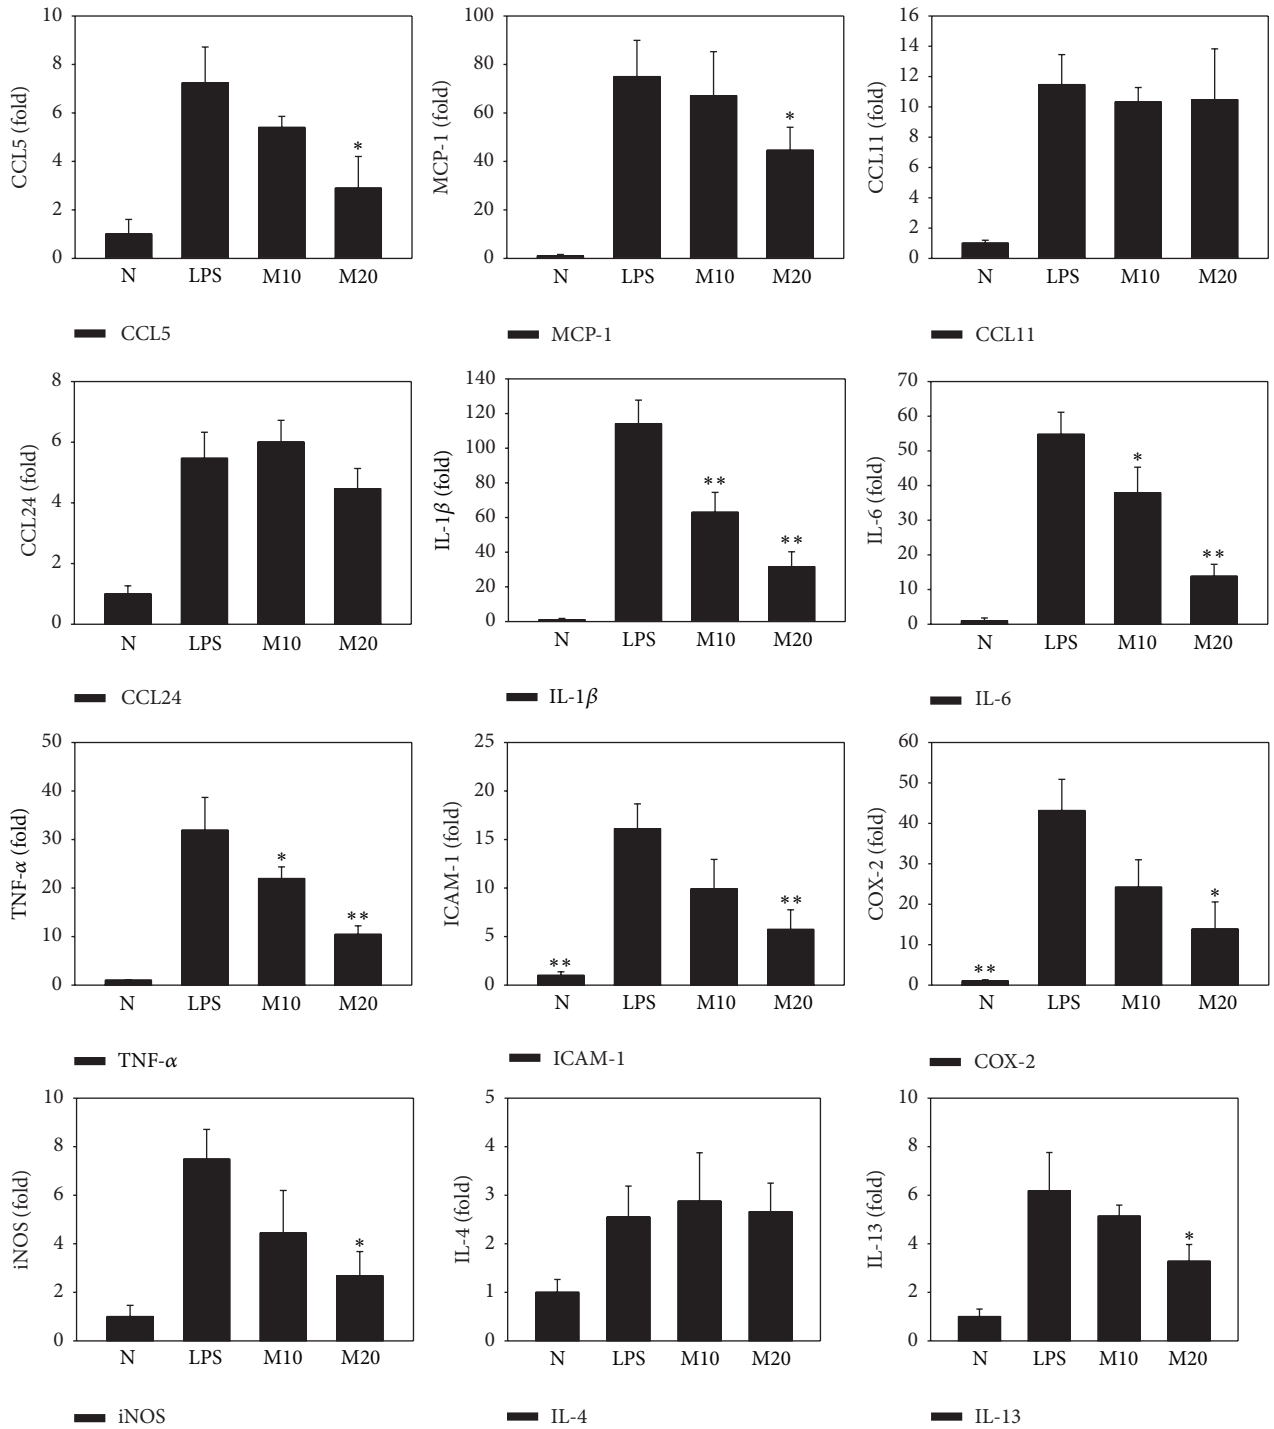 CCL5 (fold)
10
8
6
4
2
0
*
N LPS M10 M20
CCL5
MCP-1 (fold)
100
80
60
40
20
0
*
N LPS M10 M20
MCP-1
CCL11 (fold)
16
14
12
10
8
6
4
2
0
N LPS M10 M20
CCL11
CCL24 (fold)
8
6
4
2
0
N LPS M10 M20
CCL24
IL-1β (fold)
140
120
100
80
60
40
20
0
**
**
N LPS M10 M20
IL-1β
IL-6 (fold)
70
60
50
40
30
20
10
0
*
**
N LPS M10 M20
IL-6
TNF-α (fold)
50
40
30
20
10
0
*
**
N LPS M10 M20
TNF-α
ICAM-1 (fold)
25
20
15
10
5
0
**
**
N LPS M10 M20
ICAM-1
COX-2 (fold)
60
50
40
30
20
10
0
*
**
N LPS M10 M20
COX-2
iNOS (fold)
10
8
6
4
2
0
*
N LPS M10 M20
iNOS
IL-4 (fold)
5
4
3
2
1
0
N LPS M10 M20
IL-4
IL-13 (fold)
10
8
6
4
2
0
*
N LPS M10 M20
IL-13